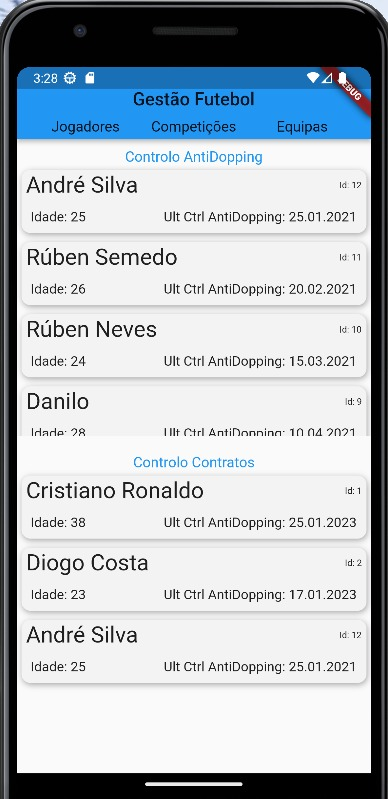 3:28
DEBUG
Gestão Futebol
Jogadores Competições Equipas
Controlo AntiDopping
André Silva Id: 12
Idade: 25 Ult Ctrl AntiDopping: 25.01.2021
Rúben Semedo Id: 11
Idade: 26 Ult Ctrl AntiDopping: 20.02.2021
Rúben Neves Id: 10
Idade: 24 Ult Ctrl AntiDopping: 15.03.2021
Danilo Id: 9
Idade: 28 Ult Ctrl AntiDopping: 10.04.2021
Controlo Contratos
Cristiano Ronaldo Id: 1
Idade: 38 Ult Ctrl AntiDopping: 25.01.2023
Diogo Costa Id: 2
Idade: 23 Ult Ctrl AntiDopping: 17.01.2023
André Silva Id: 12
Idade: 25 Ult Ctrl AntiDopping: 25.01.2021